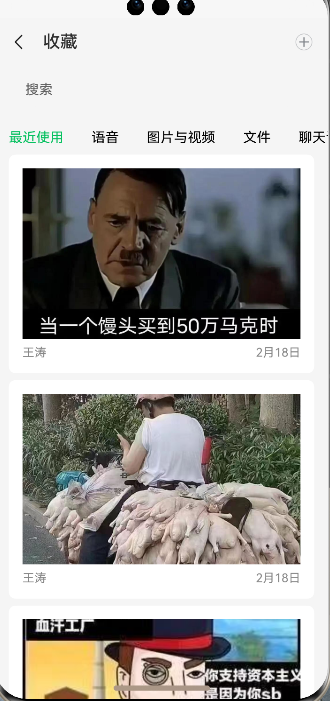 收藏
搜索
最近使用 语音 图片与视频 文件 聊天
当一个馒头买到50万马克时
王涛 2月18日
王涛 2月18日
血汗工厂
你支持资本主义
是因为你sb